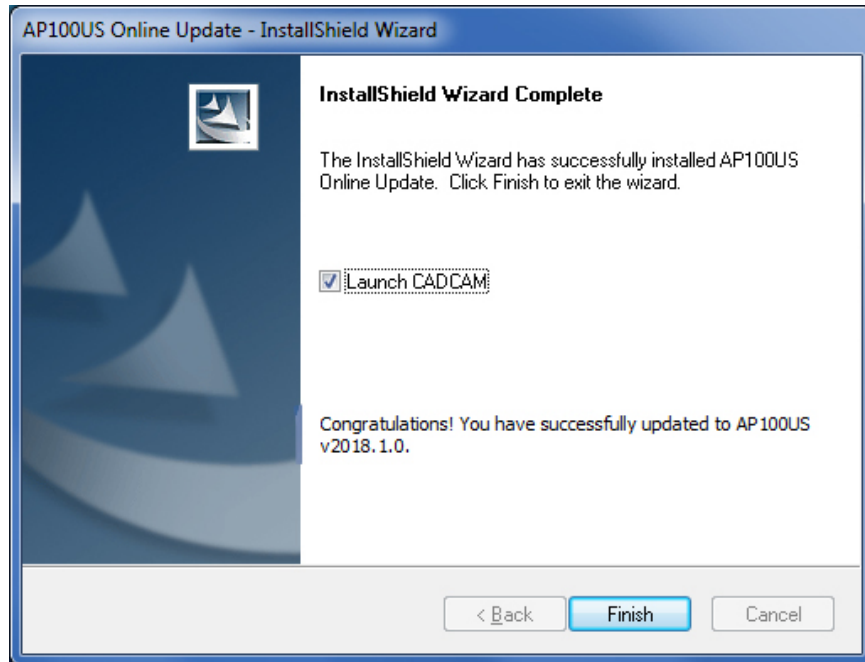 AP100US Online Update - InstallShield Wizard
InstallShield Wizard Complete
The InstallShield Wizard has successfully installed AP100US
Online Update. Click Finish to exit the wizard.
Launch CADCAM
Congratulations! You have successfully updated to AP100US
v2018.1.0.
< Back Finish Cancel